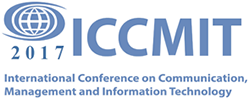 ICCMIT
2017
International Conference on Communication,
Management and Information Technology